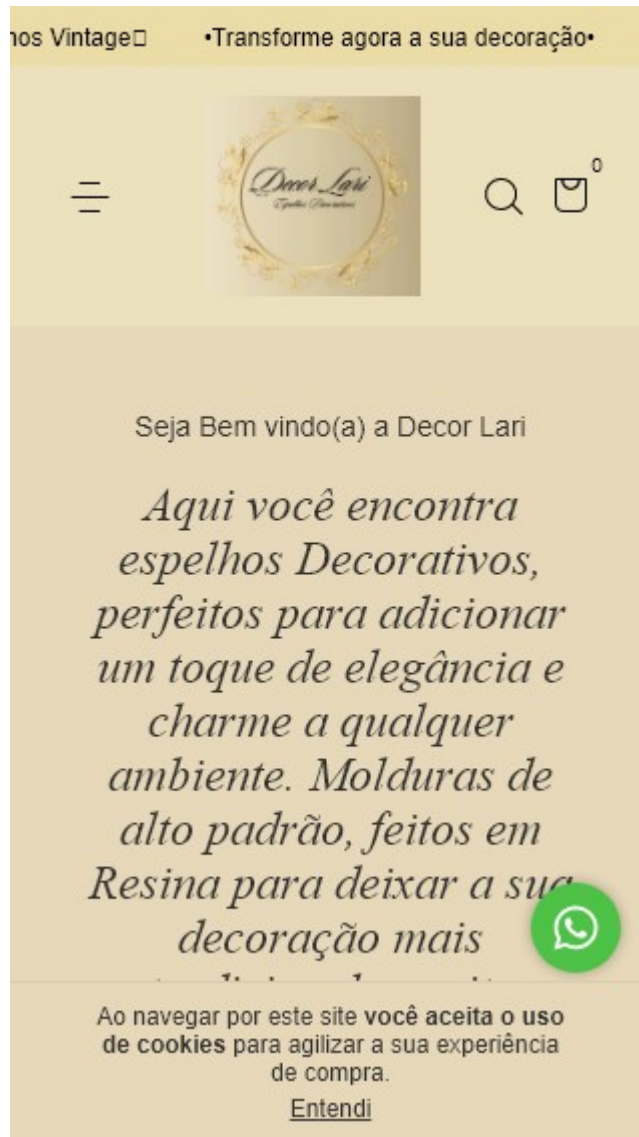 nos Vintage□ •Transforme agora a sua decoração•
Decor Lari
Espelhos Decorativos
0
Seja Bem vindo(a) a Decor Lari
Aqui você encontra
espelhos Decorativos,
perfeitos para adicionar
um toque de elegância e
charme a qualquer
ambiente. Molduras de
alto padrão, feitos em
Resina para deixar a sua
decoração mais
Ao navegar por este site você aceita o uso
de cookies para agilizar a sua experiência
de compra.
Entendi